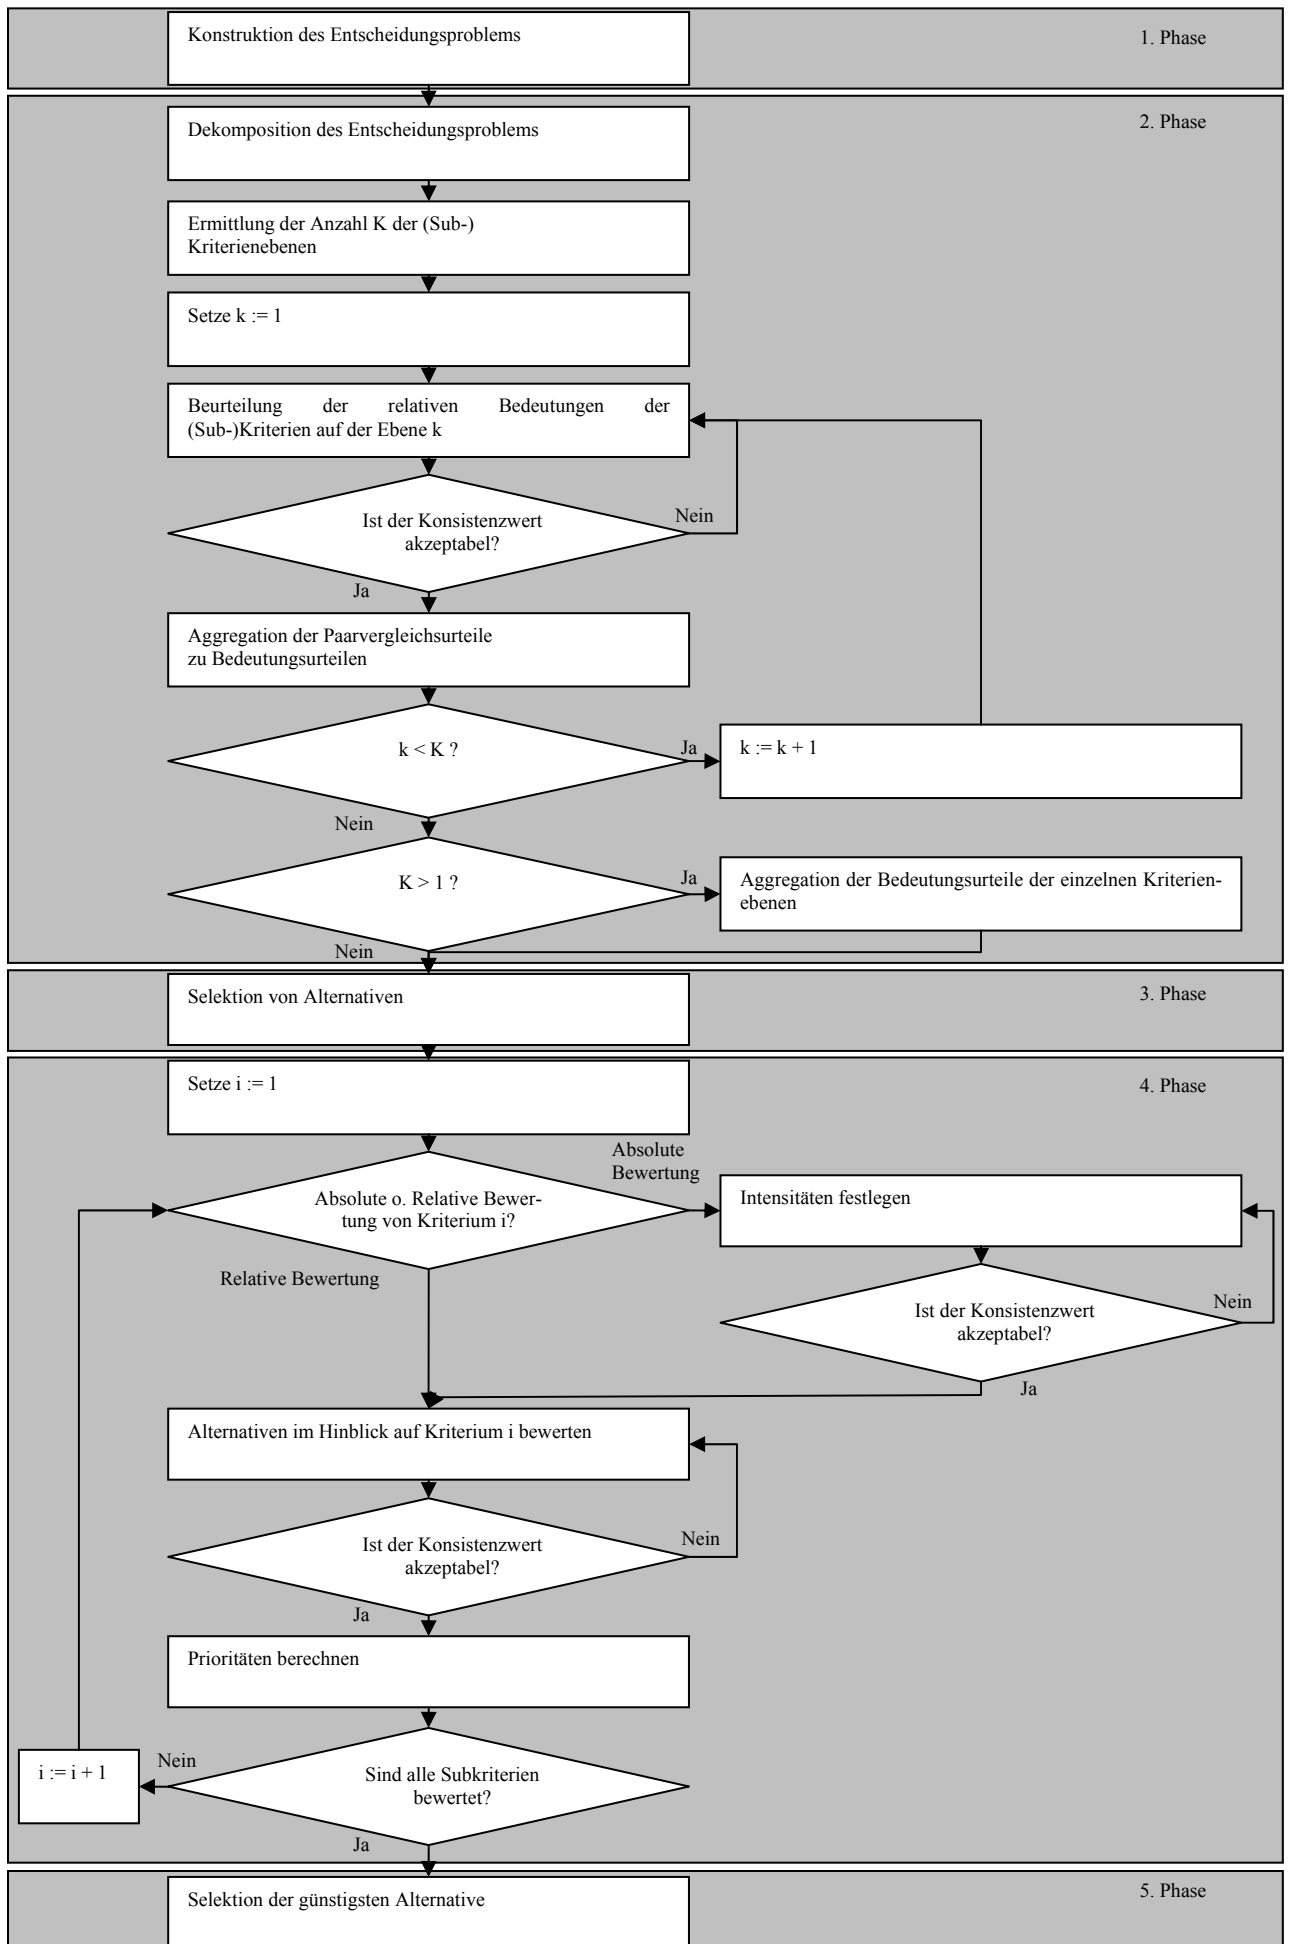 Konstruktion des Entscheidungsproblems
1. Phase
Dekomposition des Entscheidungsproblems
2. Phase
Ermittlung der Anzahl K der (Sub-)
Kriterienebenen
Setze k := 1
Beurteilung der relativen Bedeutungen der
(Sub-)Kriterien auf der Ebene k
Ist der Konsistenzwert
akzeptabel?
Nein
Ja
Aggregation der Paarvergleichsurteile
zu Bedeutungsurteilen
k < K ?
Ja
k := k + 1
Nein
K > 1 ?
Ja
Aggregation der Bedeutungsurteile der einzelnen Kriterien-
ebenen
Nein
Selektion von Alternativen
3. Phase
Setze i := 1
4. Phase
Absolute
Bewertung
Absolute o. Relative Bewer-
tung von Kriterium i?
Intensitäten festlegen
Relative Bewertung
Ist der Konsistenzwert
akzeptabel?
Nein
Ja
Alternativen im Hinblick auf Kriterium i bewerten
Ist der Konsistenzwert
akzeptabel?
Nein
Ja
Prioritäten berechnen
Sind alle Subkriterien
bewertet?
Nein
i := i + 1
Ja
Selektion der günstigsten Alternative
5. Phase